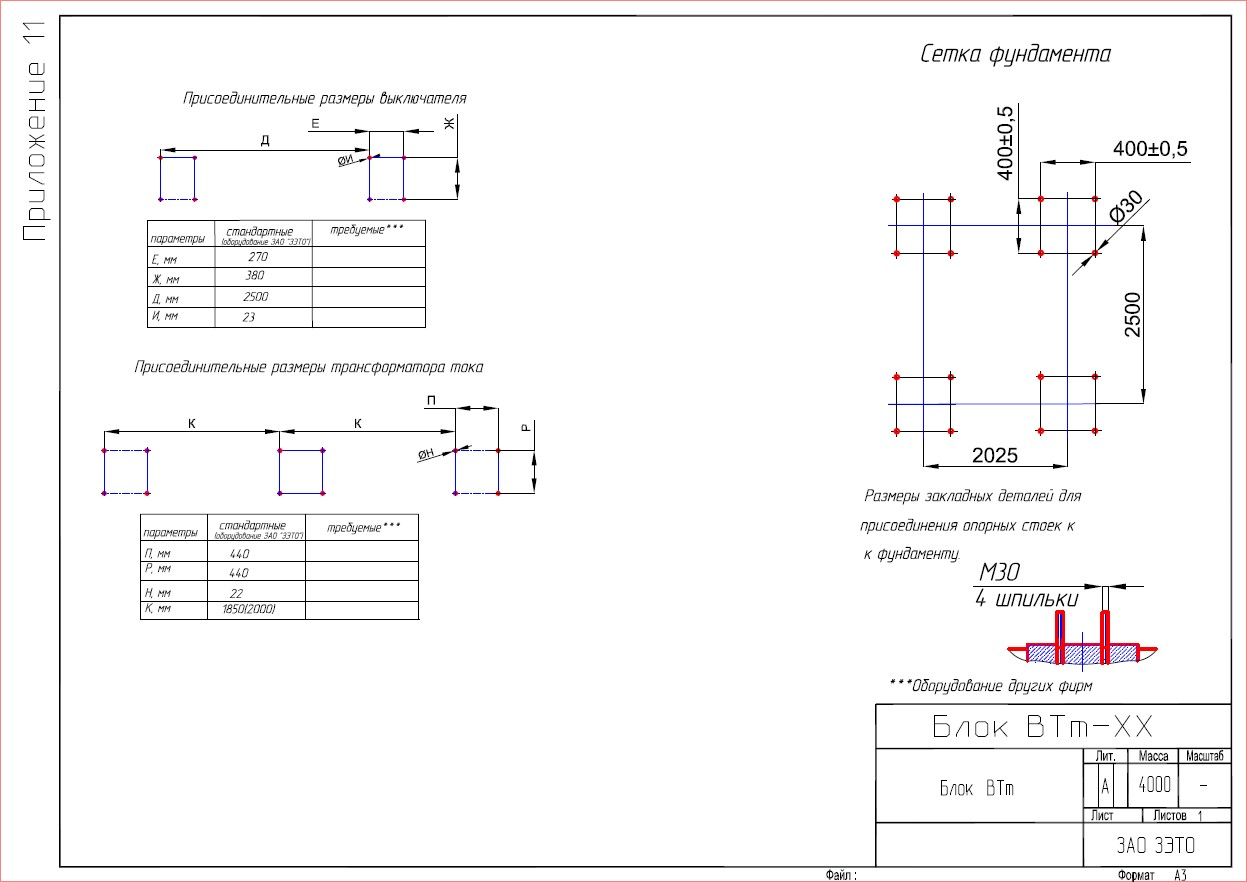 Приложение 11
Сетка фундамента
Присоединительные размеры выключателя
Е
Ж
Д
ØИ
параметры стандартные (оборудование ЗАО "ЗЭТО") требуемые***
Е, мм 270
Ж, мм 380
Д, мм 2500
И, мм 23
Присоединительные размеры трансформатора тока
П
К К Р
ØН
параметры стандартные (оборудование ЗАО "ЗЭТО") требуемые***
П, мм 440
Р, мм 440
Н, мм 22
К, мм 1850(2000)
400±0,5
400±0,5
Ø30
2500
2025
Размеры закладных деталей для
присоединения опорных стоек к
к фундаменту.
М30
4 шпильки
***Оборудование других фирм
Блок ВТт-ХХ
Блок ВТт
Лит. Масса Масштаб
А 4000 -
Лист Листов 1
ЗАО ЗЭТО
Файл : Формат А3